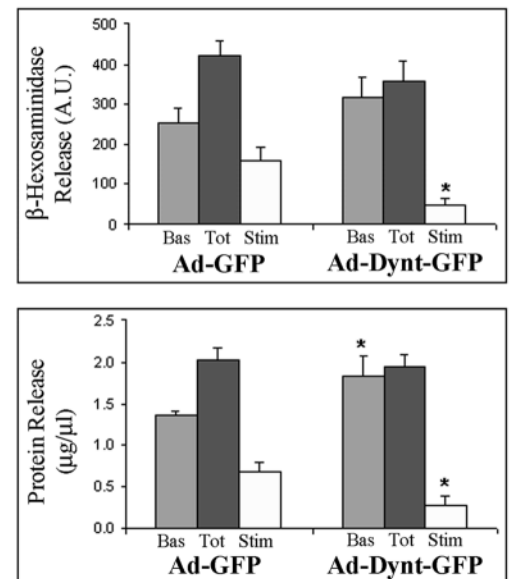 β-Hexosaminidase
Release (A.U.)
500
400
300
200
100
0
*
Bas Tot Stim Bas Tot Stim
Ad-GFP Ad-Dynt-GFP
Protein Release
(µg/µl)
2.5
2.0
1.5
1.0
0.5
0.0
*
*
Bas Tot Stim Bas Tot Stim
Ad-GFP Ad-Dynt-GFP